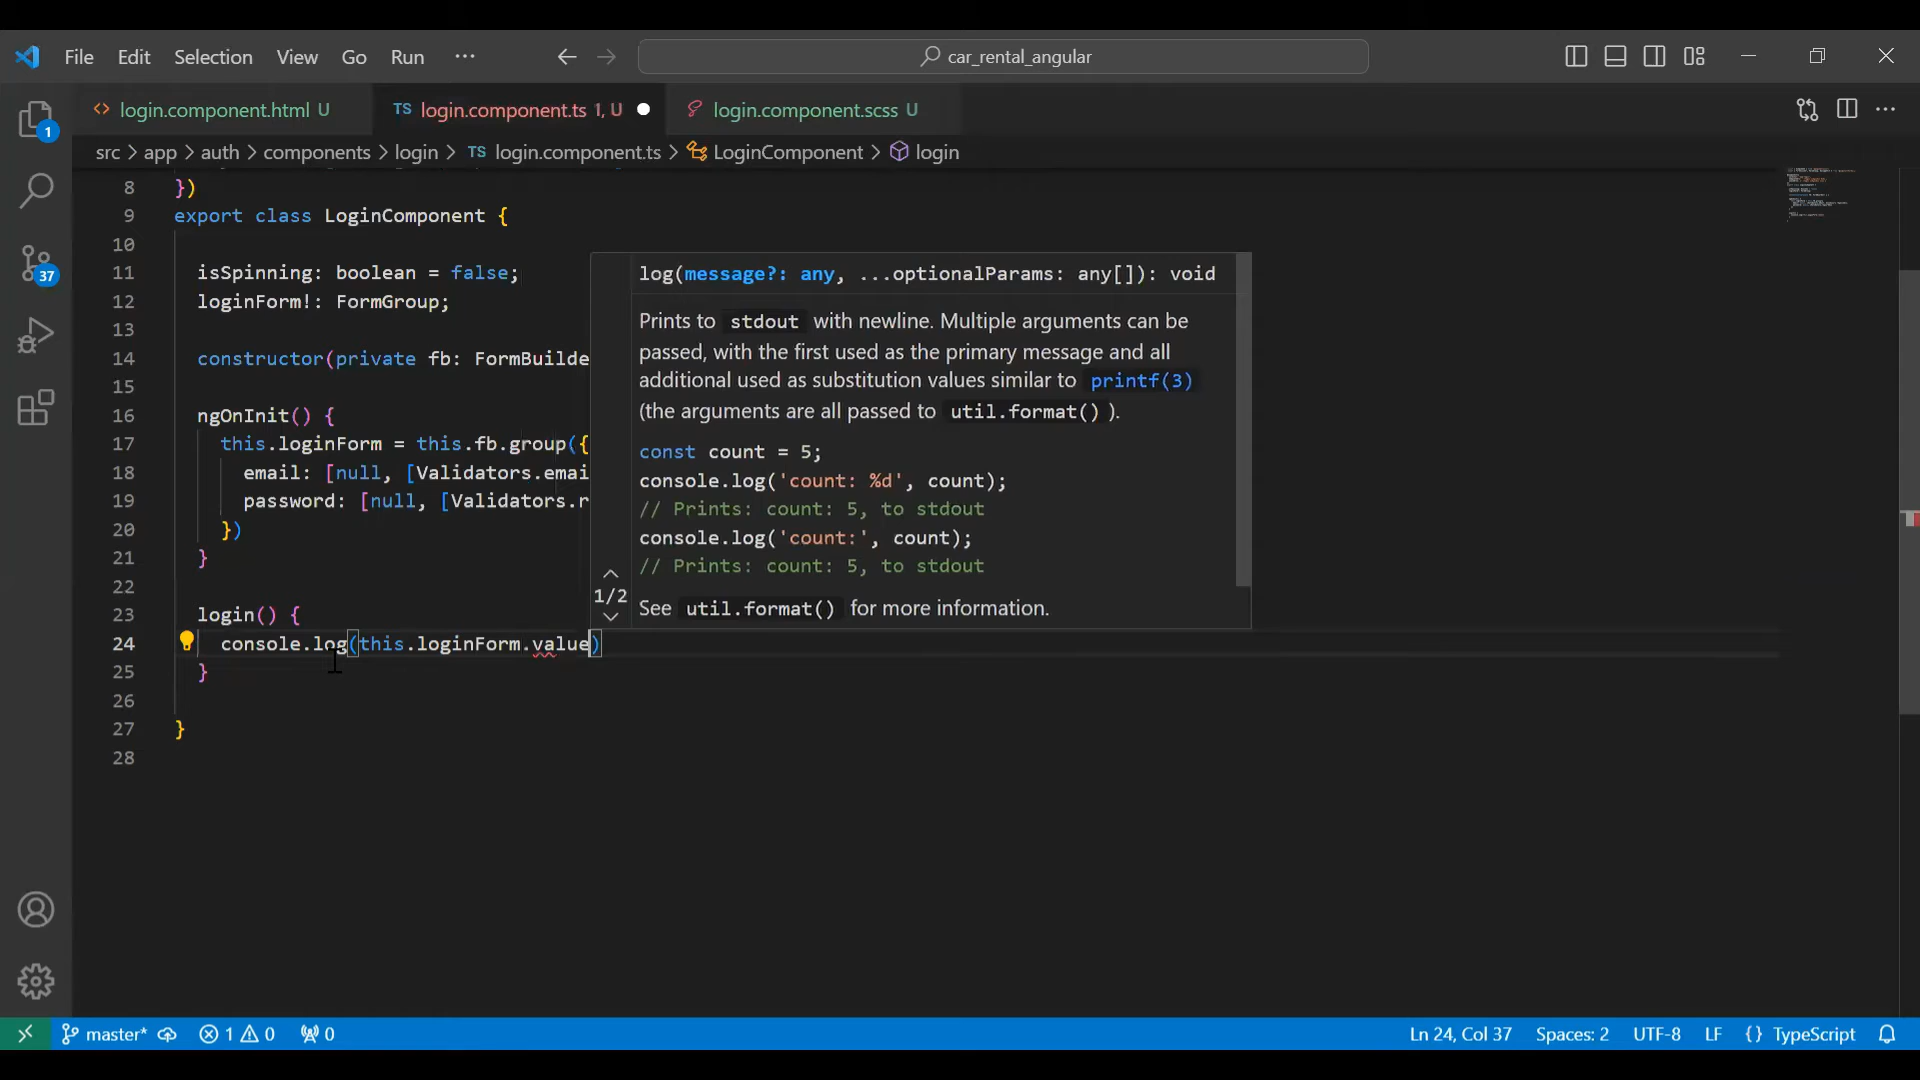 File Edit Selection View Go Run ··· car_rental_angular
login.component.html U login.component.ts 1, U login.component.scss U
src > app > auth > components > login > TS login.component.ts > LoginComponent > login
8 })
9 export class LoginComponent {
10
11 isSpinning: boolean = false;
12 loginForm!: FormGroup;
13
14 constructor(private fb: FormBuilde
15
16 ngOnInit() {
17 this.loginForm = this.fb.group({
18 email: [null, [Validators.emai
19 password: [null, [Validators.r
20 })
21 }
22
23 login() {
24 console.log(this.loginForm.value)
25 }
26
27 }
28
log(message?: any, ...optionalParams: any[]): void
Prints to stdout with newline. Multiple arguments can be
passed, with the first used as the primary message and all
additional used as substitution values similar to printf(3)
(the arguments are all passed to util.format() ).
const count = 5;
console.log('count: %d', count);
// Prints: count: 5, to stdout
console.log('count:', count);
// Prints: count: 5, to stdout
1/2
See util.format() for more information.
1
37
master* 1 0 0 Ln 24, Col 37 Spaces: 2 UTF-8 LF {} TypeScript